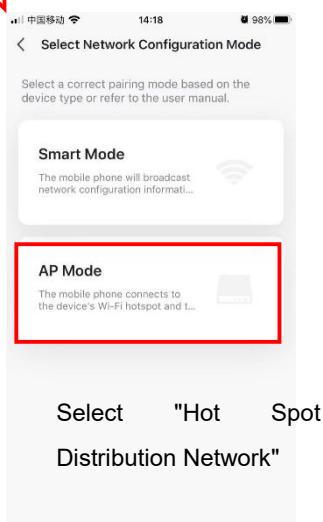 中国移动 14:18 98%
Select Network Configuration Mode
Select a correct pairing mode based on the
device type or refer to the user manual.
Smart Mode
The mobile phone will broadcast
network configuration informati...
AP Mode
The mobile phone connects to
the device's Wi-Fi hotspot and t...
Select "Hot Spot
Distribution Network"